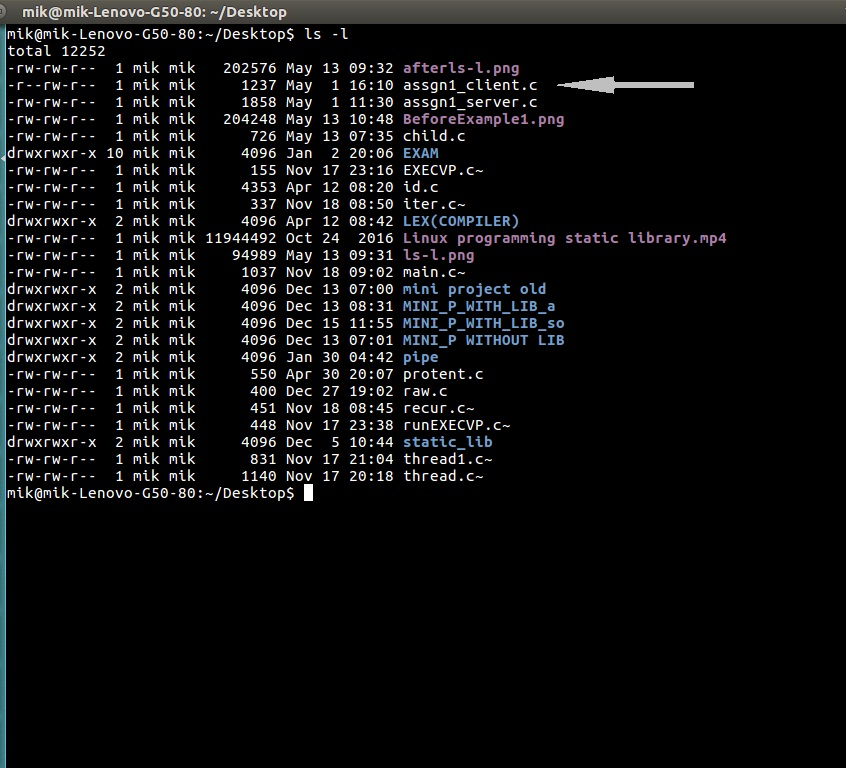 mik@mik-Lenovo-G50-80: ~/Desktop
mik@mik-Lenovo-G50-80:~/Desktop$ ls -l
total 12252
-rw-rw-r--  1 mik mik   202576 May 13 09:32 afterls-l.png
-r--rw-r--  1 mik mik     1237 May  1 16:10 assgn1_client.c
-rw-rw-r--  1 mik mik     1858 May  1 11:30 assgn1_server.c
-rw-rw-r--  1 mik mik   204248 May 13 10:48 BeforeExample1.png
-rw-rw-r--  1 mik mik      726 May 13 07:35 child.c
drwxrwxr-x 10 mik mik     4096 Jan  2 20:06 EXAM
-rw-rw-r--  1 mik mik      155 Nov 17 23:16 EXECVP.c~
-rw-rw-r--  1 mik mik     4353 Apr 12 08:20 id.c
-rw-rw-r--  1 mik mik      337 Nov 18 08:50 iter.c~
drwxrwxr-x  2 mik mik     4096 Apr 12 08:42 LEX(COMPILER)
-rw-rw-r--  1 mik mik 11944492 Oct 24  2016 Linux programming static library.mp4
-rw-rw-r--  1 mik mik    94989 May 13 09:31 ls-l.png
-rw-rw-r--  1 mik mik     1037 Nov 18 09:02 main.c~
drwxrwxr-x  2 mik mik     4096 Dec 13 07:00 mini project old
drwxrwxr-x  2 mik mik     4096 Dec 13 08:31 MINI_P_WITH_LIB_a
drwxrwxr-x  2 mik mik     4096 Dec 15 11:55 MINI_P_WITH_LIB_so
drwxrwxr-x  2 mik mik     4096 Dec 13 07:01 MINI_P WITHOUT LIB
drwxrwxr-x  2 mik mik     4096 Jan 30 04:42 pipe
-rw-rw-r--  1 mik mik      550 Apr 30 20:07 protent.c
-rw-rw-r--  1 mik mik      400 Dec 27 19:02 raw.c
-rw-rw-r--  1 mik mik      451 Nov 18 08:45 recur.c~
-rw-rw-r--  1 mik mik      448 Nov 17 23:38 runEXECVP.c~
drwxrwxr-x  2 mik mik     4096 Dec  5 10:44 static_lib
-rw-rw-r--  1 mik mik      831 Nov 17 21:04 thread1.c~
-rw-rw-r--  1 mik mik     1140 Nov 17 20:18 thread.c~
mik@mik-Lenovo-G50-80:~/Desktop$